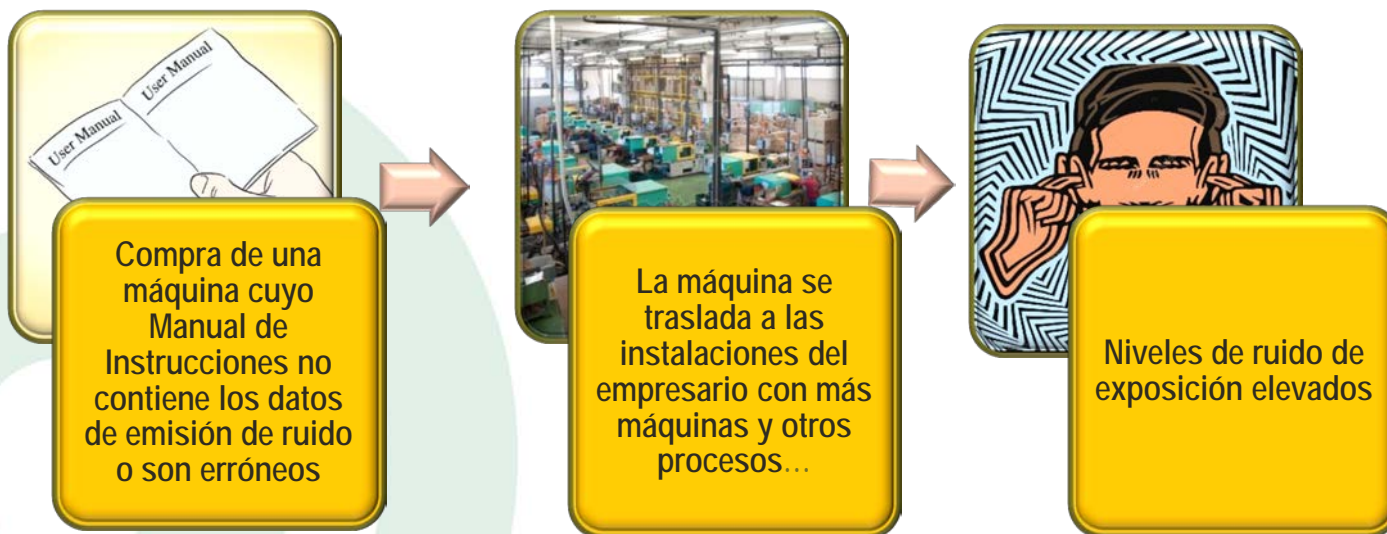 User Manual
User Manual
Compra de una
máquina cuyo
Manual de
Instrucciones no
contiene los datos
de emisión de ruido
o son erróneos
La máquina se
traslada a las
instalaciones del
empresario con más
máquinas y otros
procesos...
Niveles de ruido de
exposición elevados